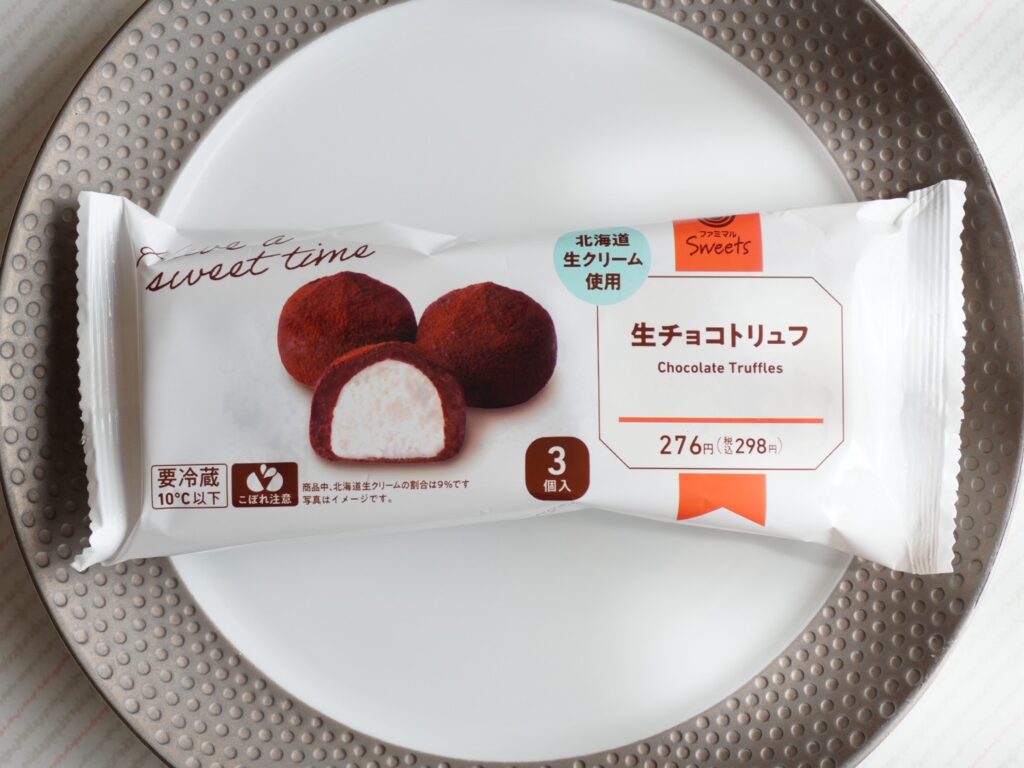 have a
sweet time
北海道
生クリーム
使用
ファミマル
Sweets
生チョコトリュフ
Chocolate Truffles
276円(税込298円)
3
個入
要冷蔵
10°C以下
こぼれ注意
商品中、北海道生クリームの割合は9%です
写真はイメージです。